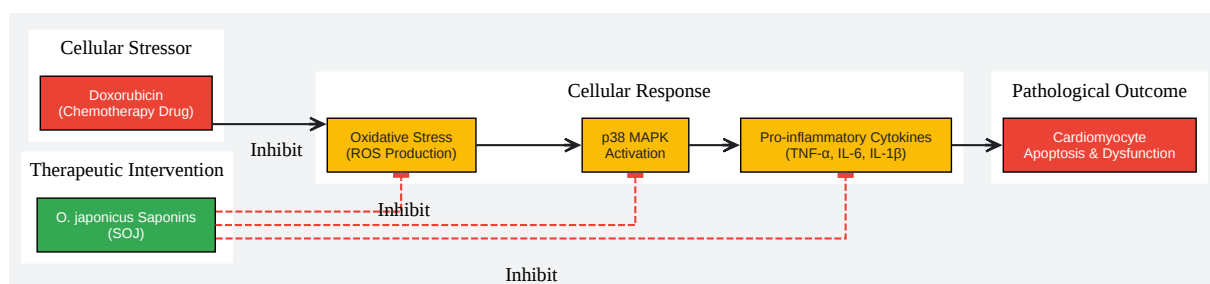 Cellular Stressor
Doxorubicin
(Chemotherapy Drug)
Therapeutic Intervention
O. japonicus Saponins
(SOJ)
Inhibit
Cellular Response
Oxidative Stress
(ROS Production)
p38 MAPK
Activation
Pro-inflammatory Cytokines
(TNF-α, IL-6, IL-1β)
Inhibit
Inhibit
Pathological Outcome
Cardiomyocyte
Apoptosis & Dysfunction